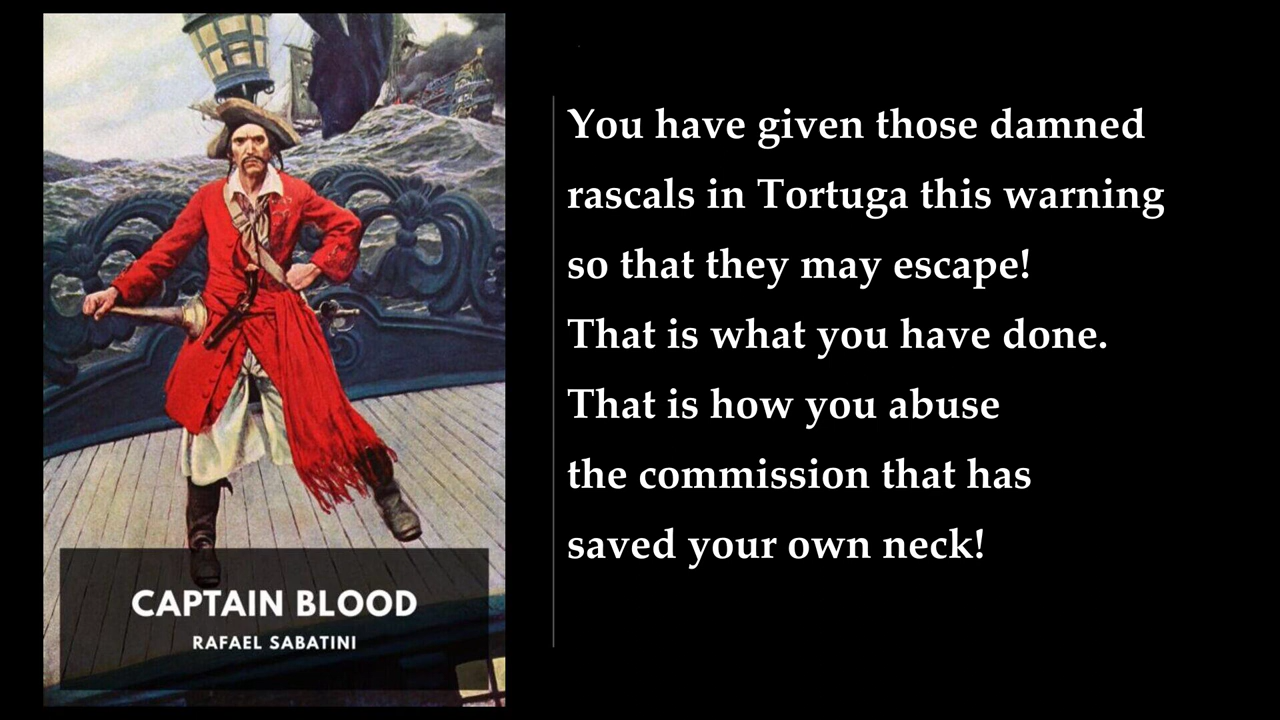 CAPTAIN BLOOD
RAFAEL SABATINI
You have given those damned
rascals in Tortuga this warning
so that they may escape!
That is what you have done.
That is how you abuse
the commission that has
saved your own neck!